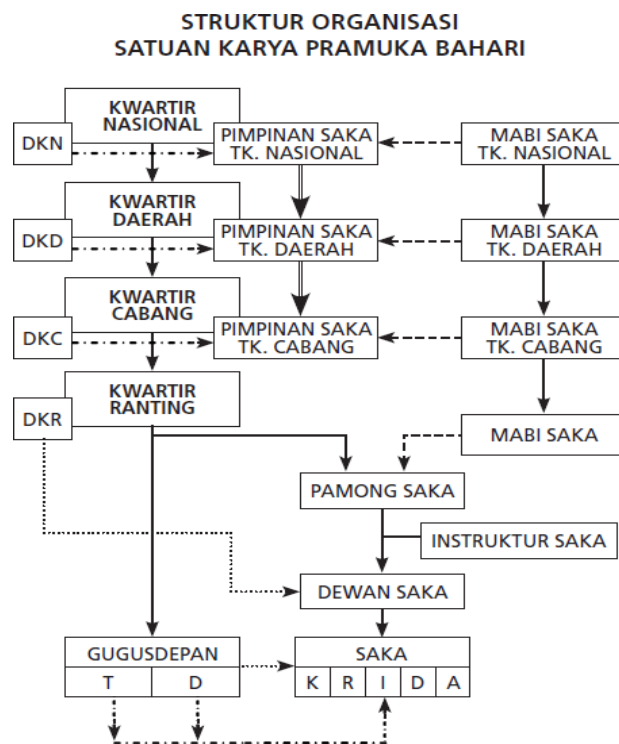 STRUKTUR ORGANISASI
SATUAN KARYA PRAMUKA BAHARI
KWARTIR
NASIONAL
DKN
PIMPINAN SAKA
TK. NASIONAL
MABI SAKA
TK. NASIONAL
KWARTIR
DAERAH
DKD
PIMPINAN SAKA
TK. DAERAH
MABI SAKA
TK. DAERAH
KWARTIR
CABANG
DKC
PIMPINAN SAKA
TK. CABANG
MABI SAKA
TK. CABANG
KWARTIR
RANTING
DKR
MABI SAKA
PAMONG SAKA
INSTRUKTUR SAKA
DEWAN SAKA
GUGUSDEPAN
T D
SAKA
K R I D A